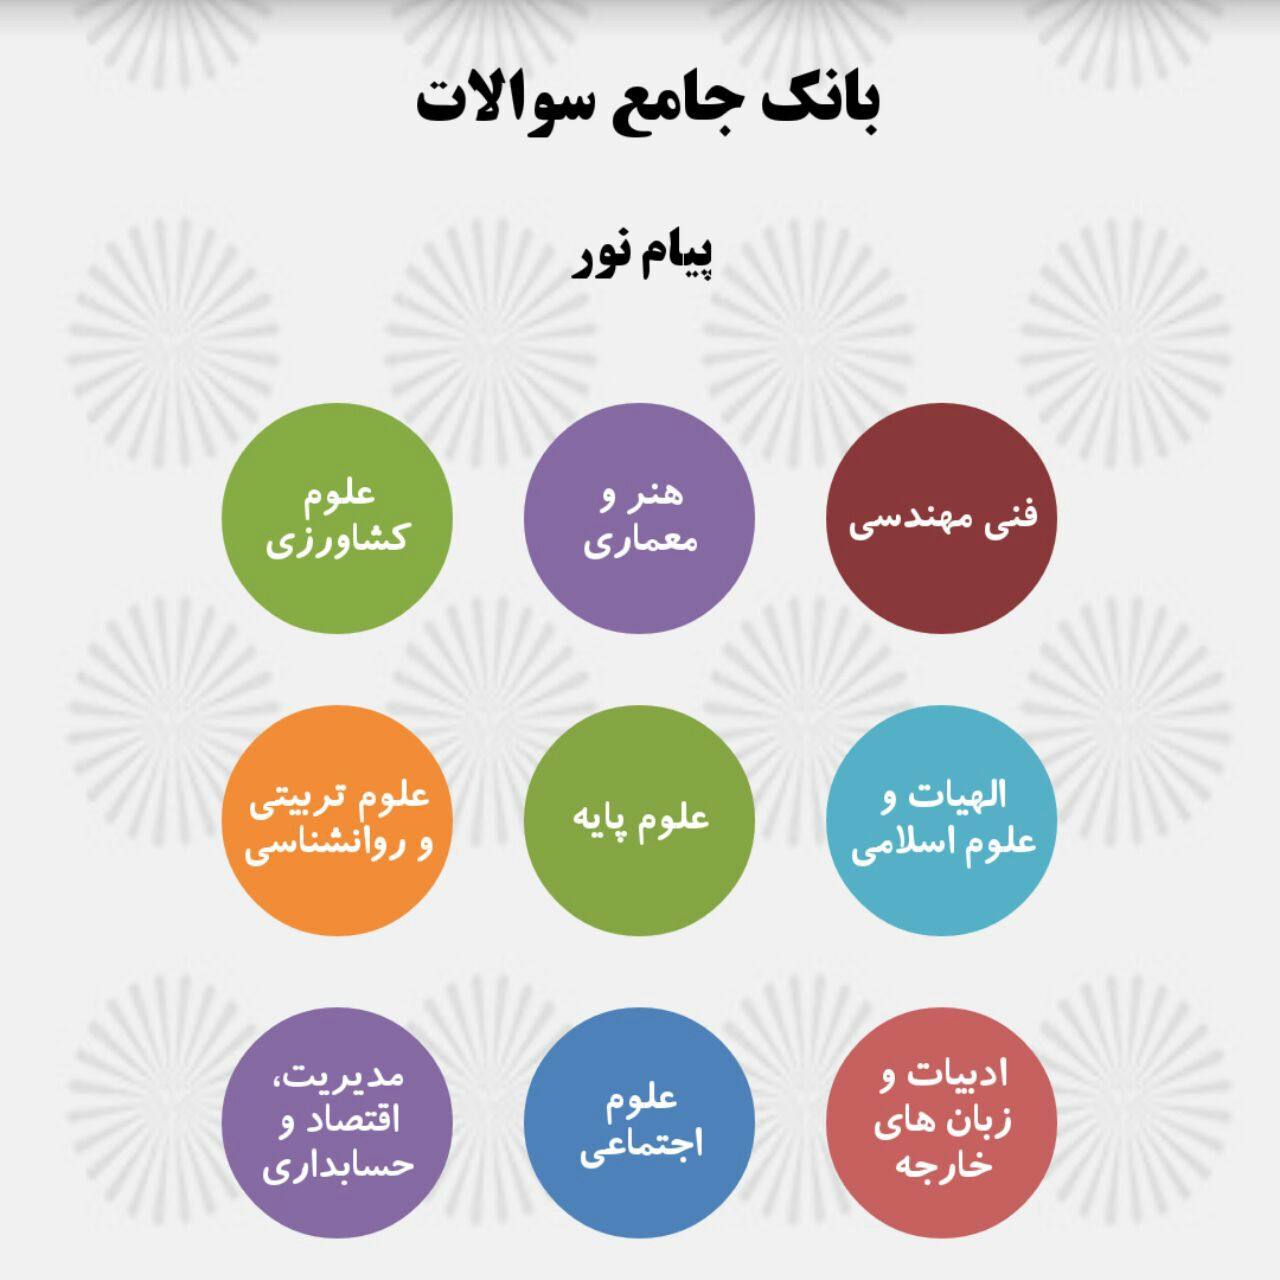 بانک جامع سوالات
پیام نور
فنی مهندسی
هنر و
معماری
علوم
کشاورزی
الهیات و
علوم اسلامی
علوم پایه
علوم تربیتی
و روانشناسی
ادبیات و
زبان های
خارجه
علوم
اجتماعی
مدیریت،
اقتصاد و
حسابداری